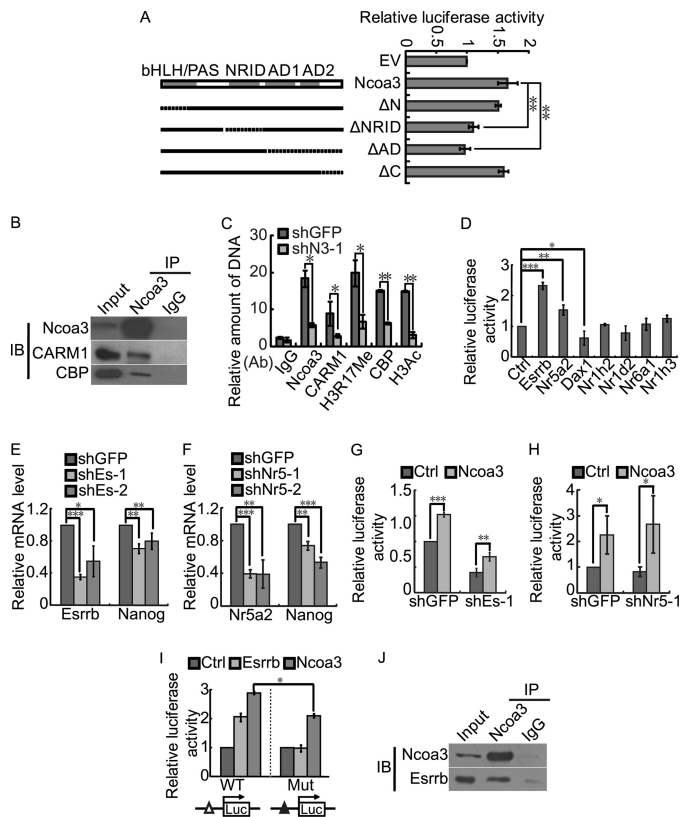 A
Relative luciferase activity
0 0.5 1 1.5 2
bHLH/PAS NRID AD1 AD2
EV
Ncoa3
ΔN
ΔNRID
ΔAD
ΔC
** **
B
IP
Input Ncoa3 IgG
IB
Ncoa3
CARM1
CBP
C
shGFP
shN3-1
Relative amount of DNA
30
20
10
0
* * * ** **
(Ab) IgG Ncoa3 CARM1 H3R17Me CBP H3Ac
D
Relative luciferase activity
3
2
1
0
*
**
***
Ctrl Esrrb Nr5a2 Dax1 Nr1h2 Nr1d2 Nr6a1 Nr1h3
E
shGFP
shEs-1
shEs-2
Relative mRNA level
1.2
0.8
0.4
0
* **
*** **
Esrrb Nanog
F
shGFP
shNr5-1
shNr5-2
Relative mRNA level
1.2
0.8
0.4
0
** ***
*** **
Nr5a2 Nanog
G
Ctrl Ncoa3
Relative luciferase activity
1.5
1.0
0.5
0
*** **
shGFP shEs-1
H
Ctrl Ncoa3
Relative luciferase activity
4
3
2
1
0
* *
shGFP shNr5-1
I
Ctrl Esrrb Ncoa3
Relative luciferase activity
3
2
1
0
*
WT Mut
Luc Luc
J
IP
Input Ncoa3 IgG
IB
Ncoa3
Esrrb